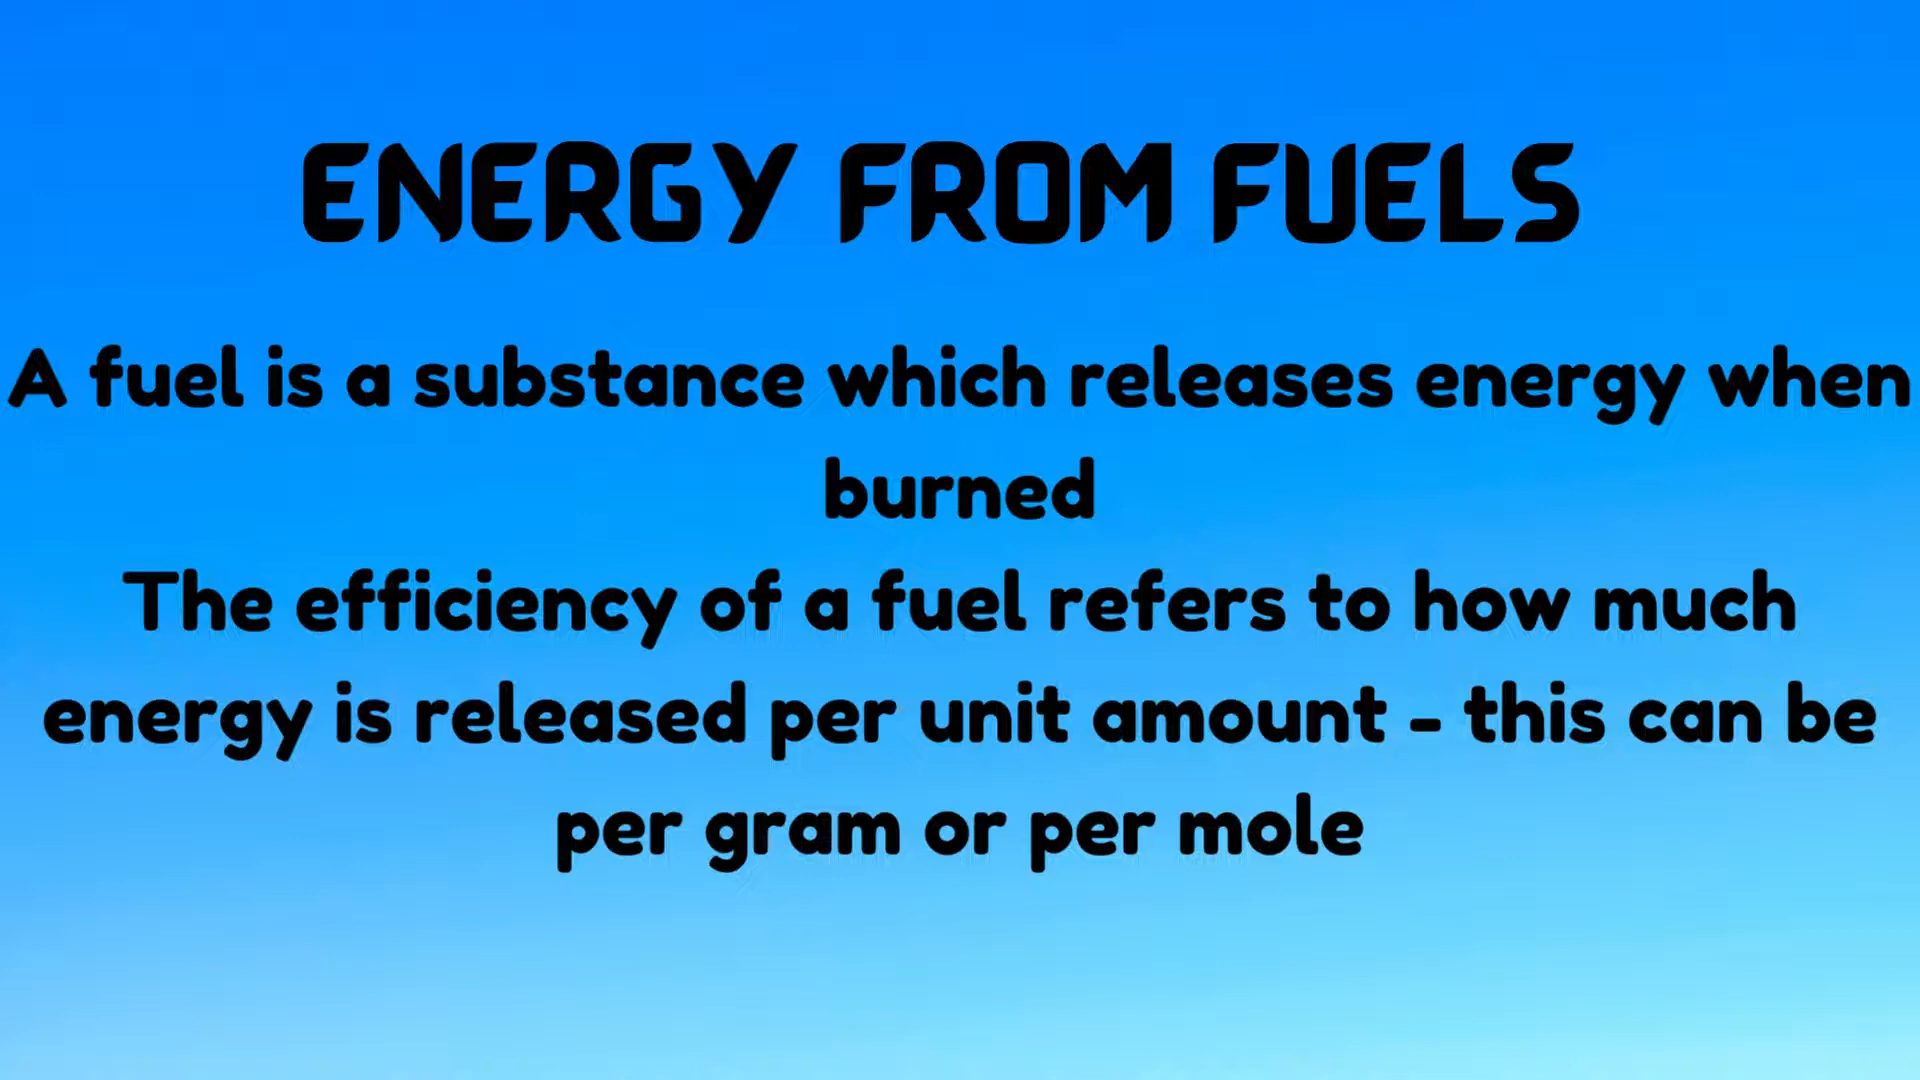 ENERGY FROM FUELS
A fuel is a substance which releases energy when
burned
The efficiency of a fuel refers to how much
energy is released per unit amount - this can be
per gram or per mole